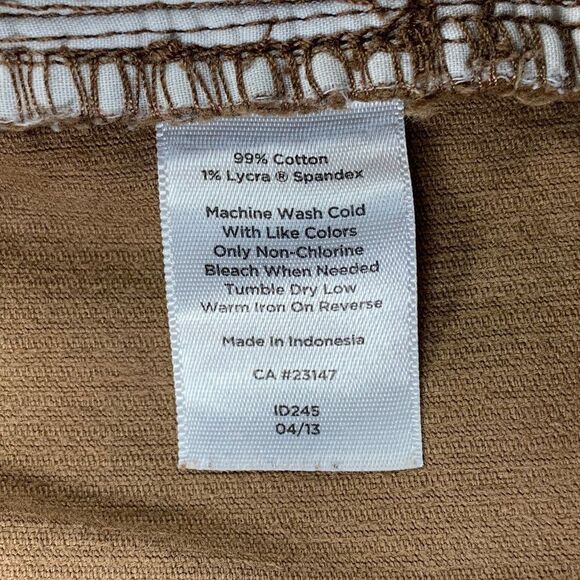 99% Cotton
1% Lycra ® Spandex
Machine Wash Cold
With Like Colors
Only Non-Chlorine
Bleach When Needed
Tumble Dry Low
Warm Iron On Reverse
Made In Indonesia
CA #23147
ID245
04/13